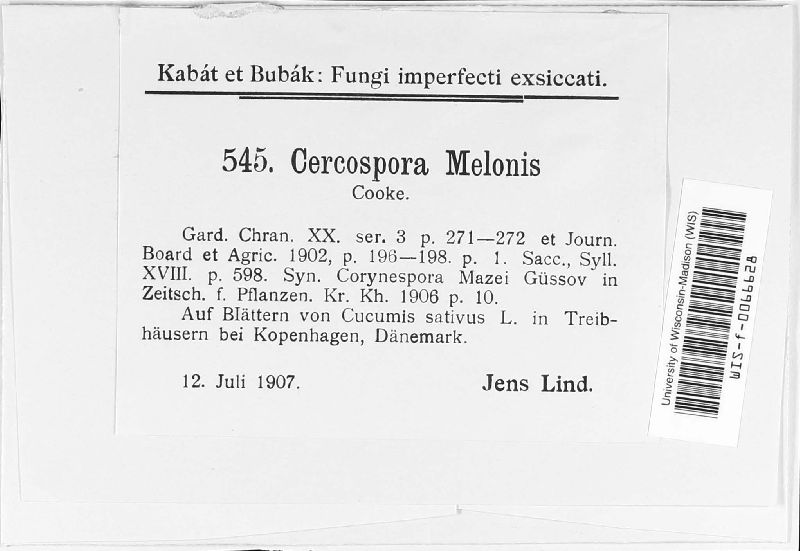 Kabát et Bubák: Fungi imperfecti exsiccati.
545. Cercospora Melonis
Cooke.
Gard. Chran. XX. ser. 3 p. 271—272 et Journ.
Board et Agric. 1902, p. 196—198. p. 1. Sacc., Syll.
XVIII. p. 598. Syn. Corynespora Mazei Güssov in
Zeitsch. f. Pflanzen. Kr. Kh. 1906 p. 10.
Auf Blättern von Cucumis sativus L. in Treib-
häusern bei Kopenhagen, Dänemark.
12. Juli 1907.
Jens Lind.
University of Wisconsin-Madison (WIS)
WIS-f-0066628